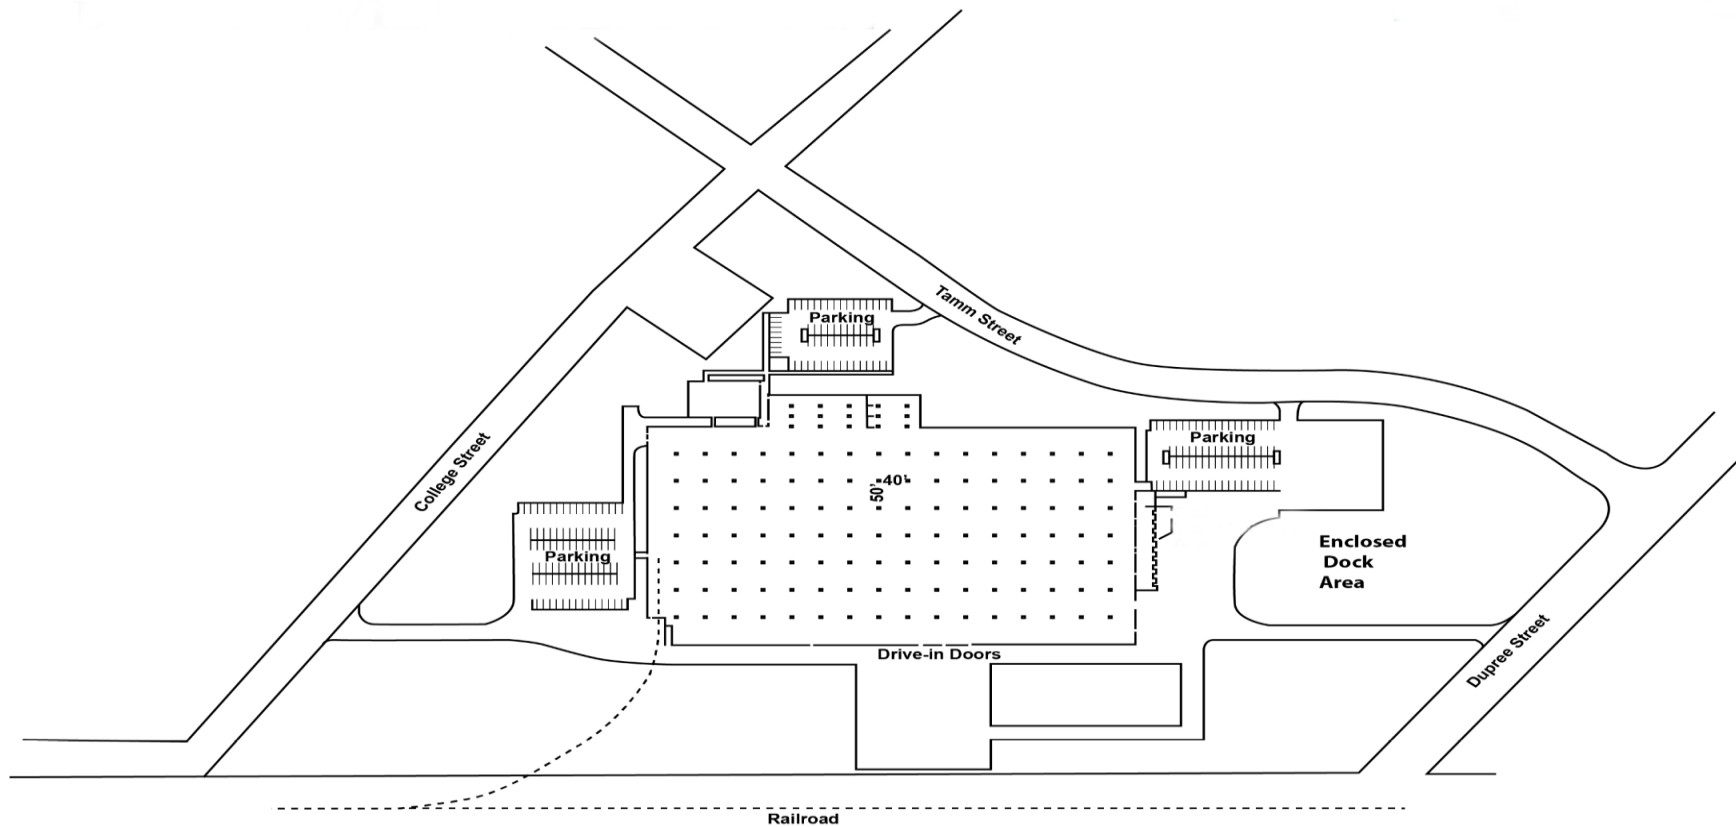 Tamm Street
Parking
College Street
Parking
40'
50'
Parking
Enclosed
Dock
Area
Drive-in Doors
Dupree Street
Railroad